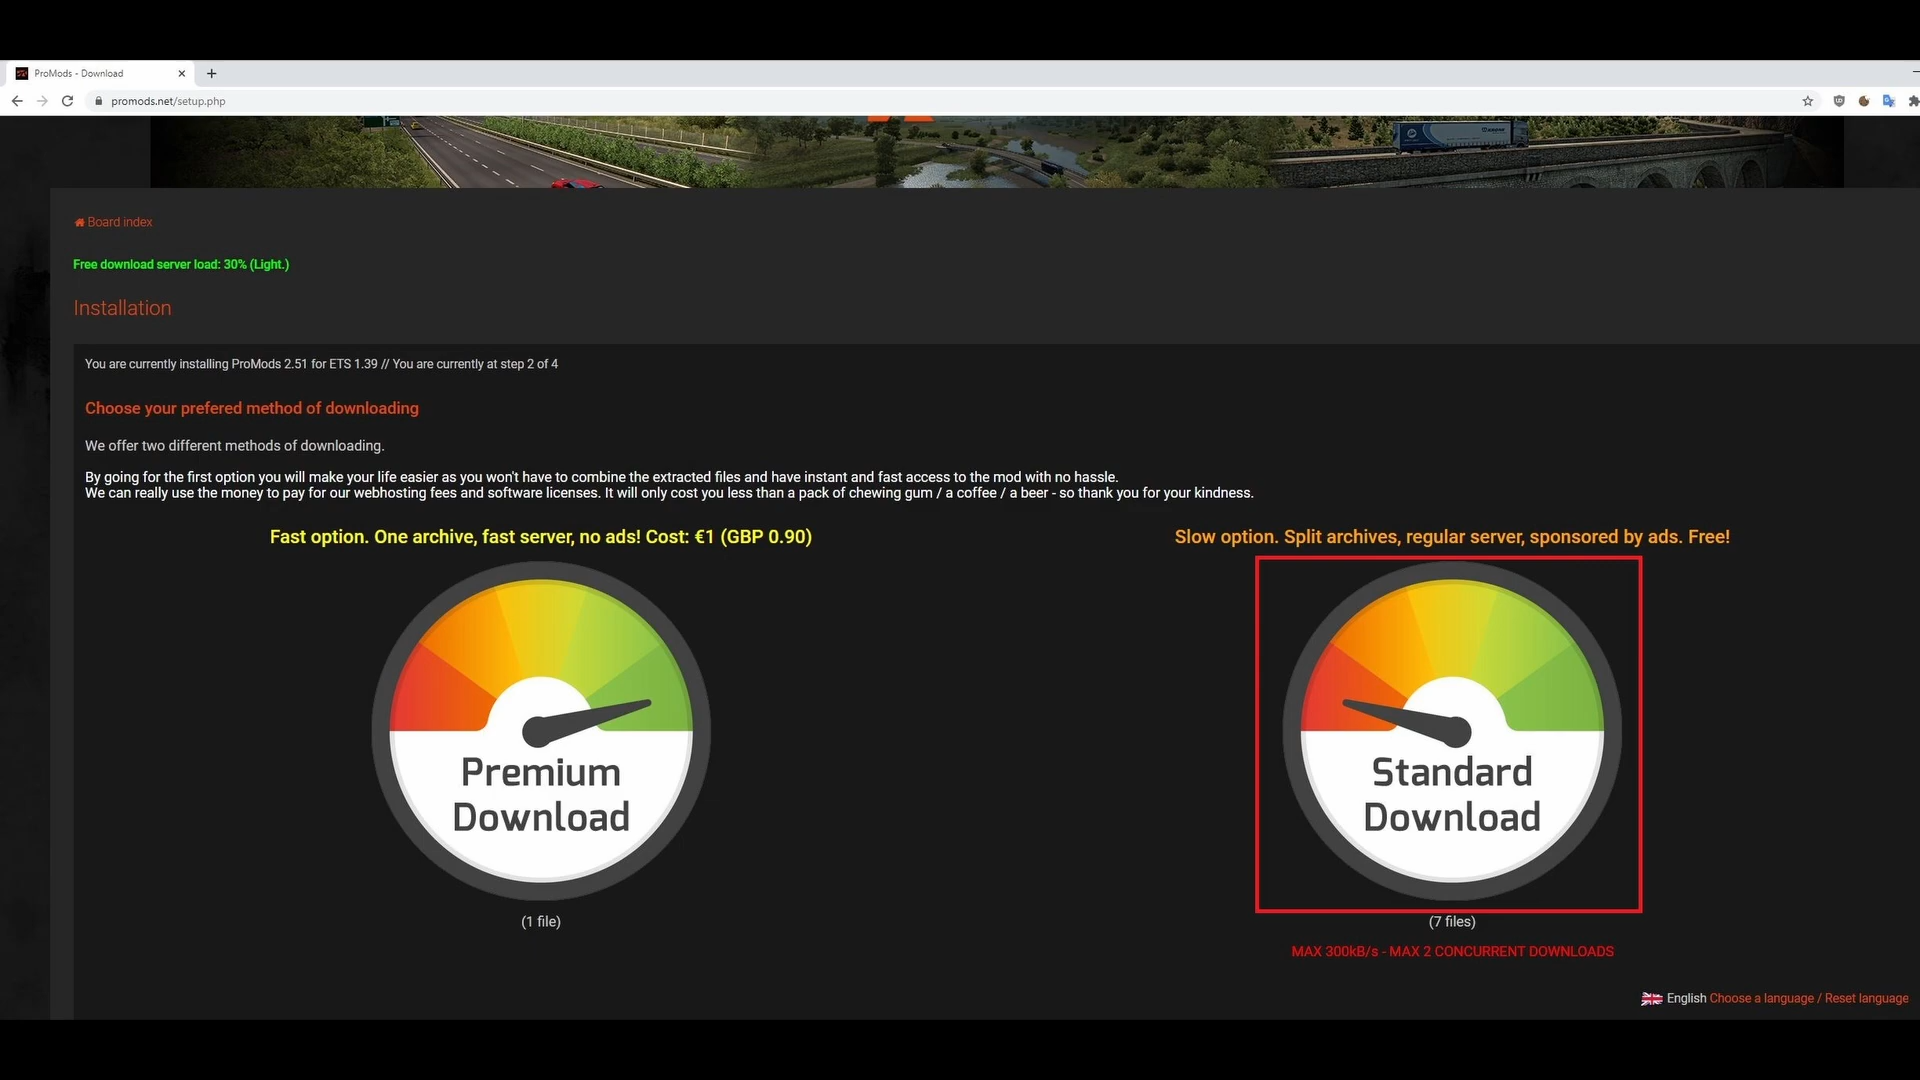 ProMods - Download
promods.net/setup.php
Board index
Free download server load: 30% (Light.)
Installation
You are currently installing ProMods 2.51 for ETS 1.39 // You are currently at step 2 of 4
Choose your prefered method of downloading
We offer two different methods of downloading.
By going for the first option you will make your life easier as you won't have to combine the extracted files and have instant and fast access to the mod with no hassle.
We can really use the money to pay for our webhosting fees and software licenses. It will only cost you less than a pack of chewing gum / a coffee / a beer - so thank you for your kindness.
Fast option. One archive, fast server, no ads! Cost: €1 (GBP 0.90)
Premium
Download
(1 file)
Slow option. Split archives, regular server, sponsored by ads. Free!
Standard
Download
(7 files)
MAX 300kB/s - MAX 2 CONCURRENT DOWNLOADS
English Choose a language / Reset language